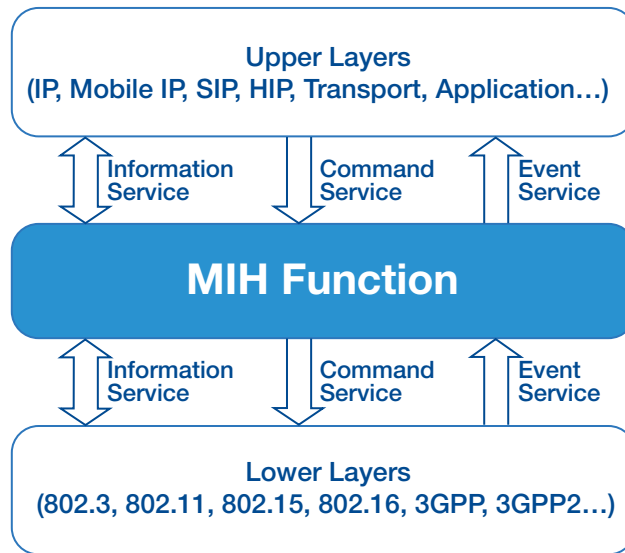 Upper Layers
(IP, Mobile IP, SIP, HIP, Transport, Application…)
Information
Service
Command
Service
Event
Service
MIH Function
Information
Service
Command
Service
Event
Service
Lower Layers
(802.3, 802.11, 802.15, 802.16, 3GPP, 3GPP2…)